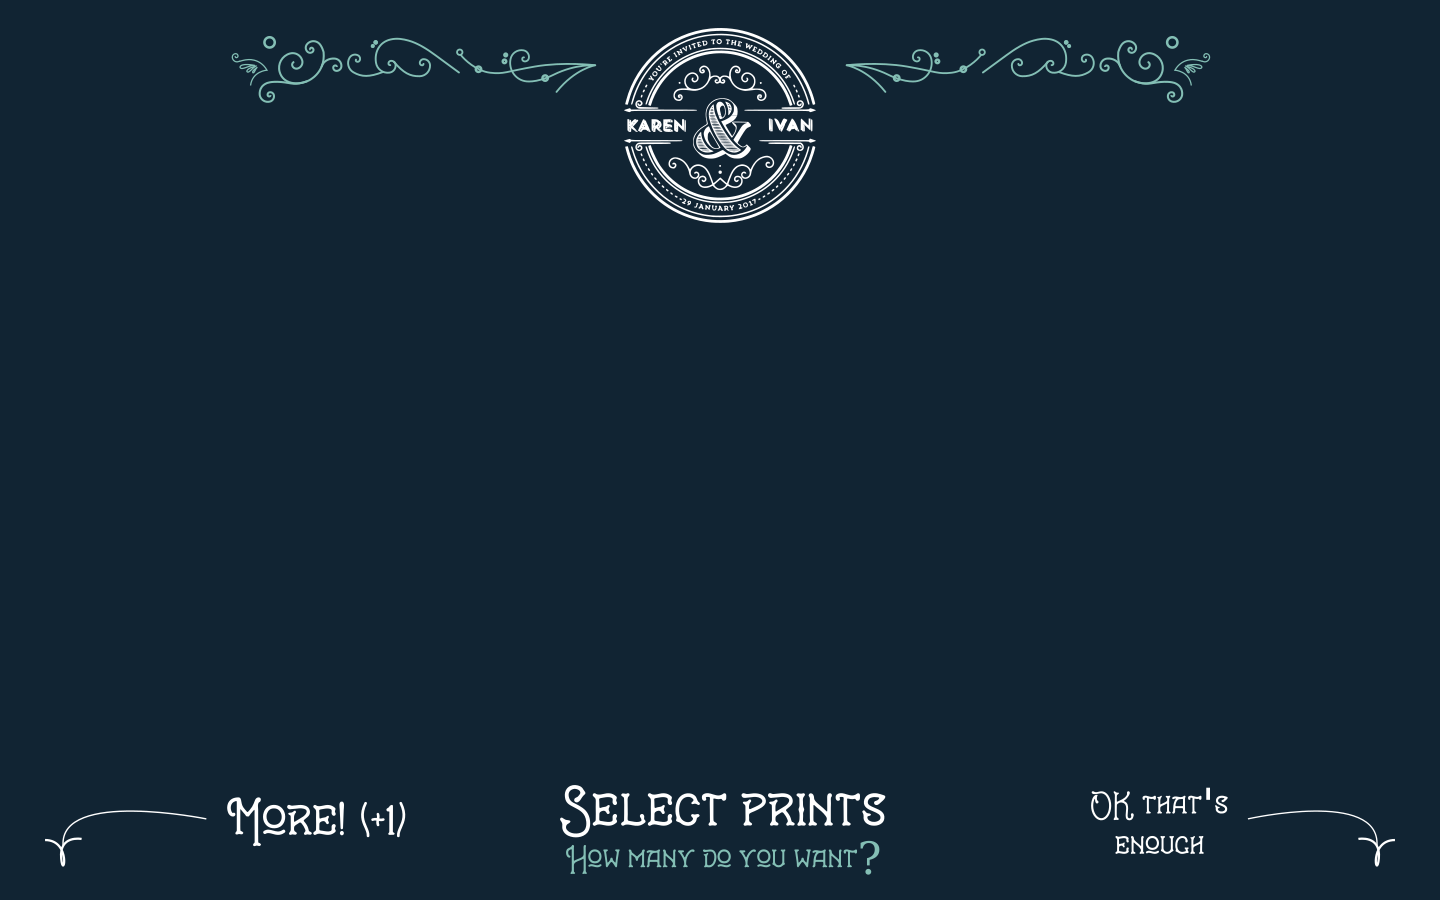 YOU'RE INVITED TO THE WEDDING OF
KAREN & IVAN
29 JANUARY 2017
MORE! (+1)
SELECT PRINTS
HOW MANY DO YOU WANT?
OK THAT'S
ENOUGH